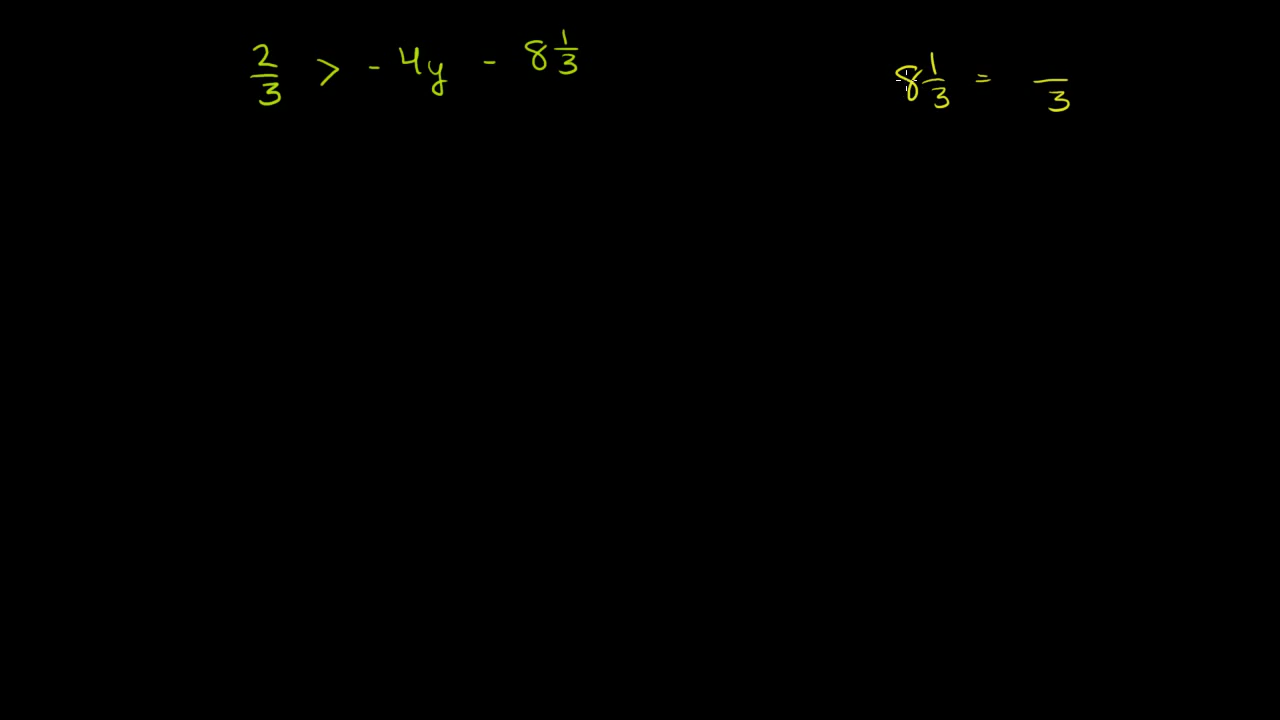 2/3 > - 4y - 8 1/3
8 1/3 = /3